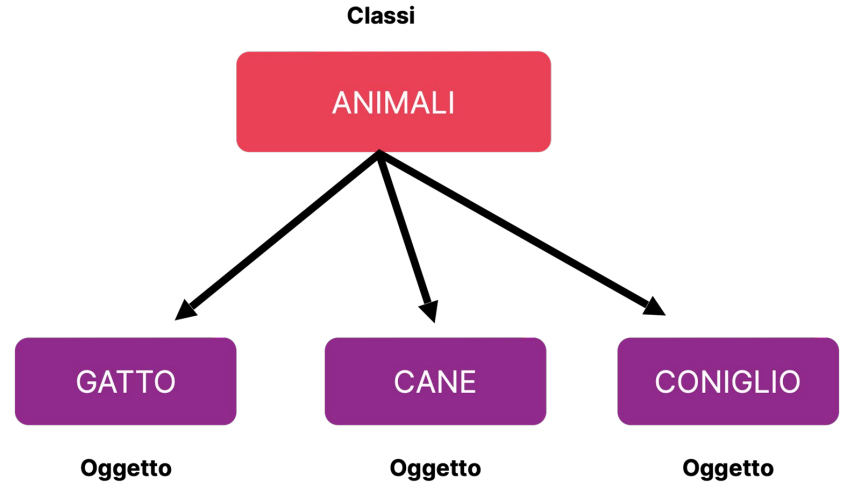 Classi
ANIMALI
GATTO
CANE
CONIGLIO
Oggetto
Oggetto
Oggetto